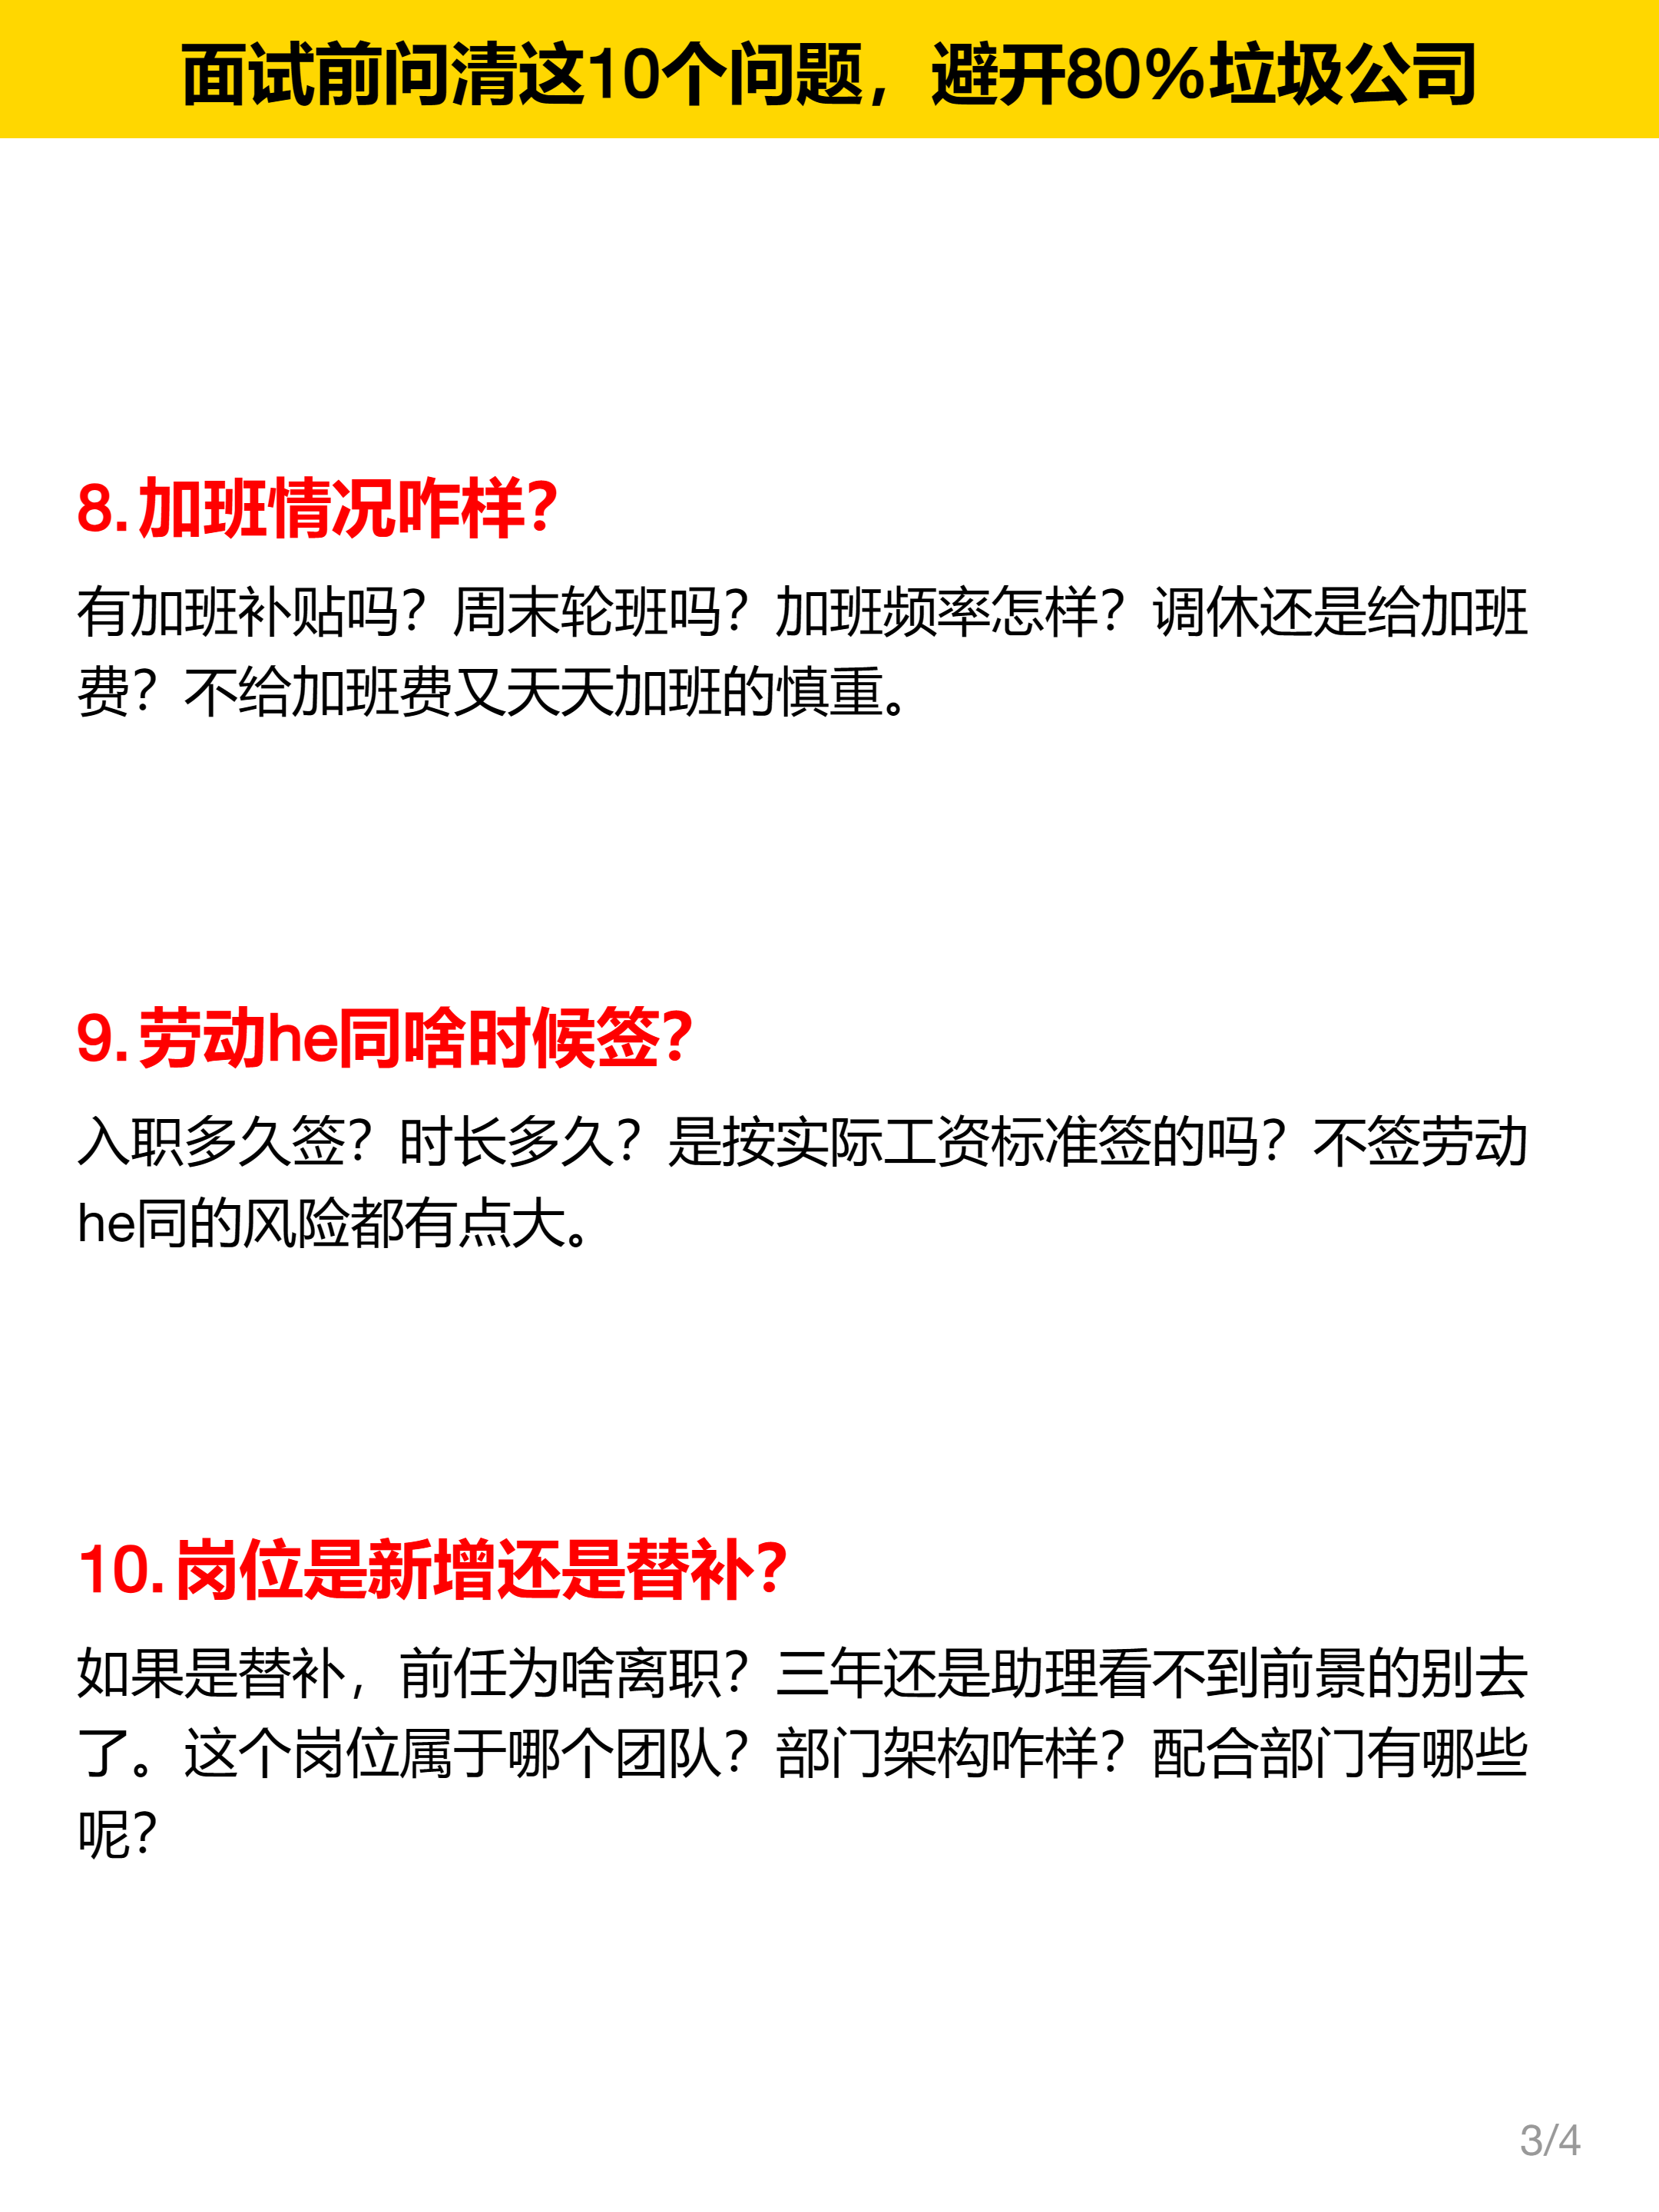 面试前问清这10个问题，避开80%垃圾公司
8.加班情况咋样？
有加班补贴吗？周末轮班吗？加班频率怎样？调休还是给加班
费？不给加班费又天天加班的慎重。
9.劳动he同啥时候签？
入职多久签？时长多久？是按实际工资标准签的吗？不签劳动
he同的风险都有点大。
10.岗位是新增还是替补？
如果是替补，前任为啥离职？三年还是助理看不到前景的别去
了。这个岗位属于哪个团队？部门架构咋样？配合部门有哪些
呢？
3/4